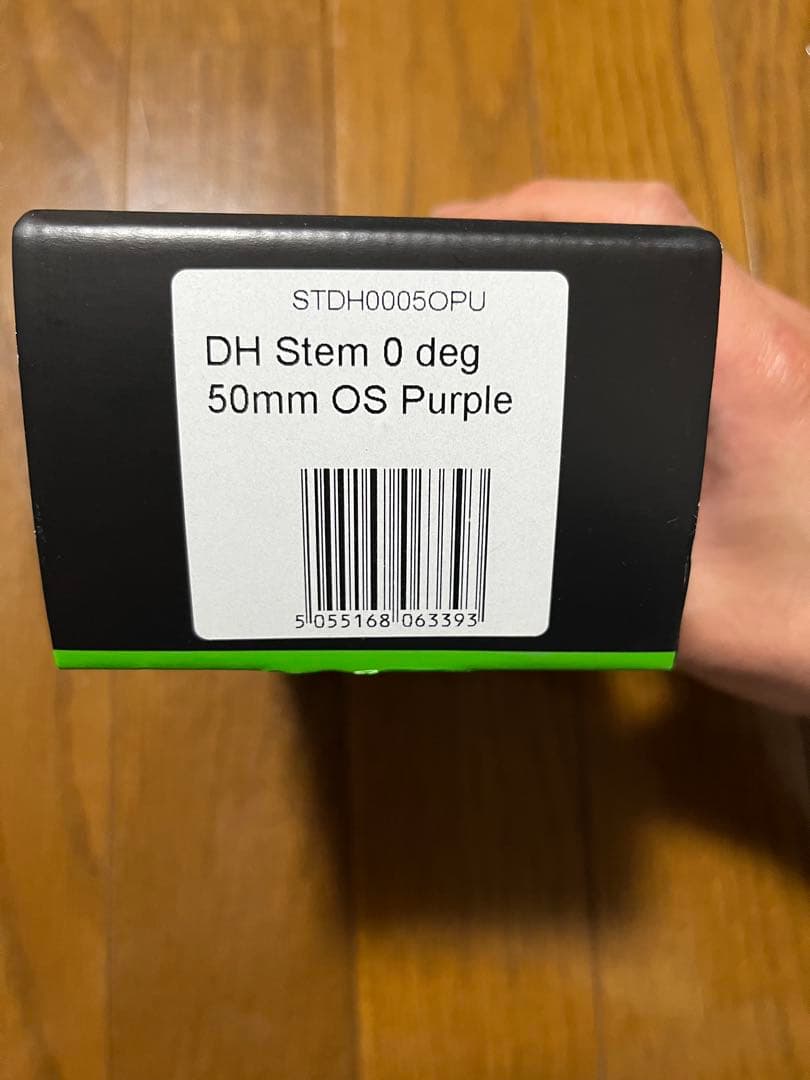 STDH0005OPU
DH Stem 0 deg
50mm OS Purple
5 055168 063393